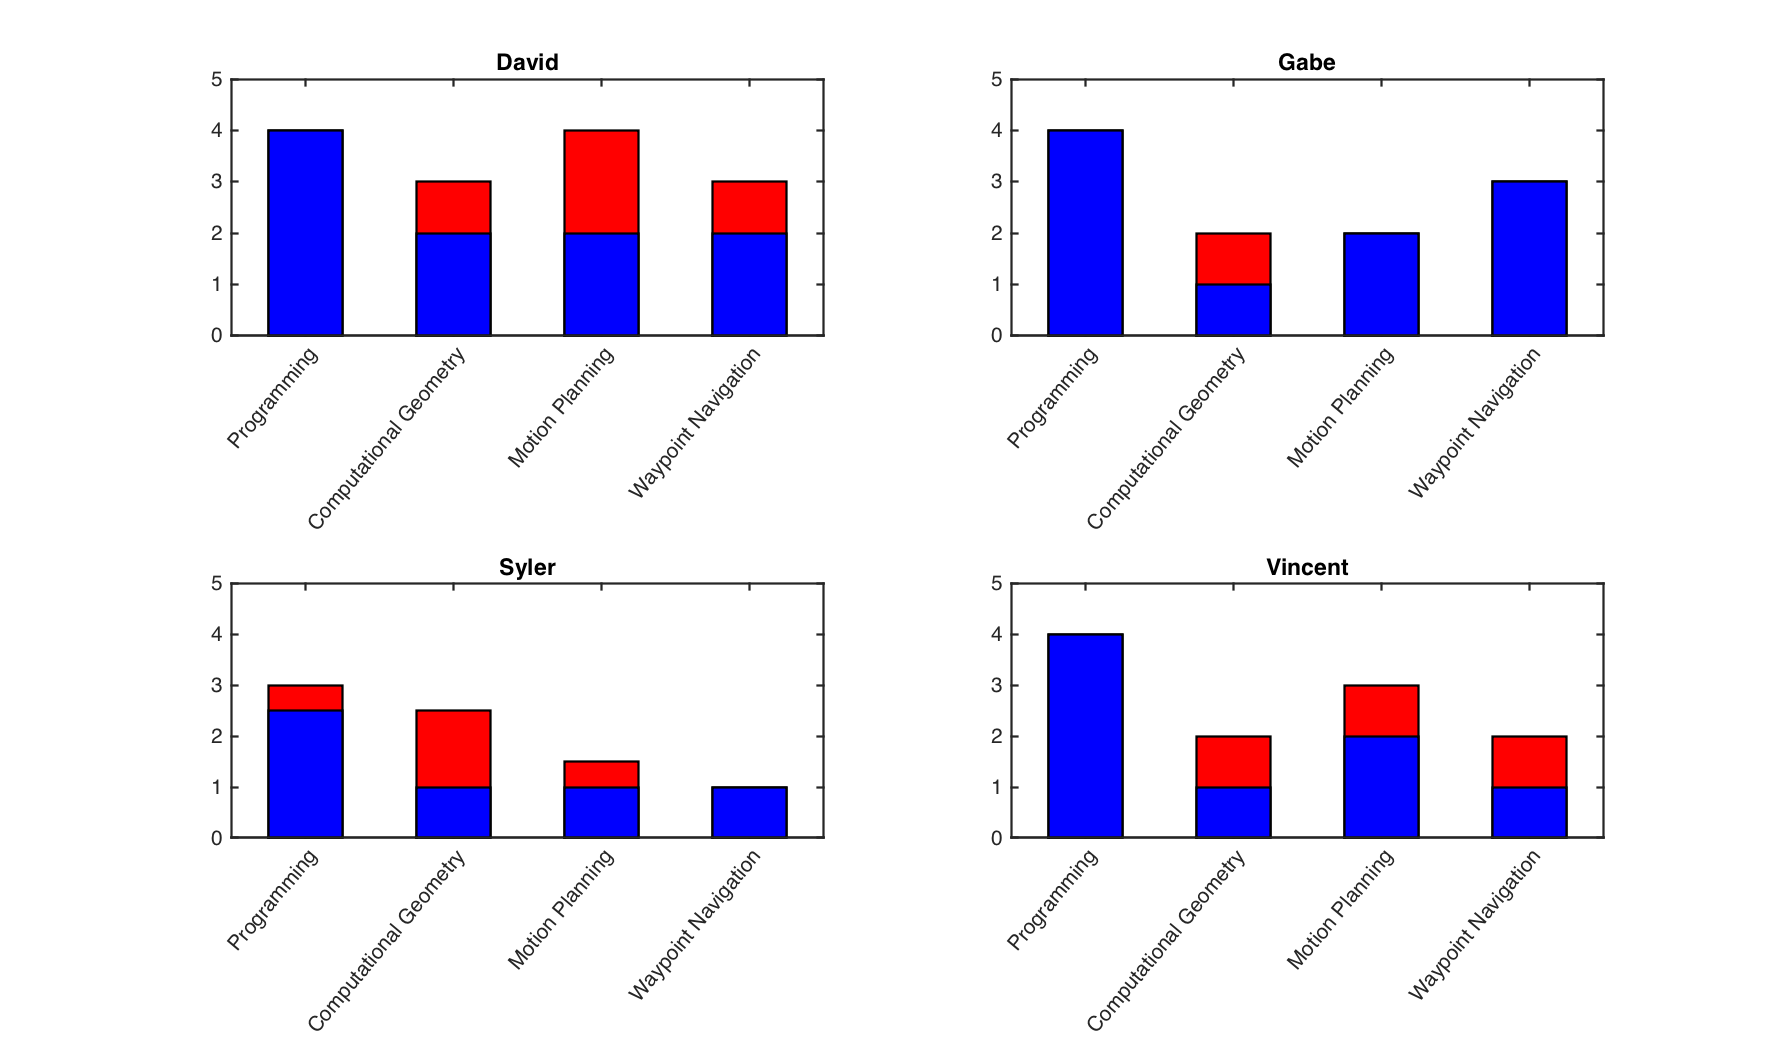 David
5
4
3
2
1
0
Programming
Computational Geometry
Motion Planning
Waypoint Navigation
Gabe
5
4
3
2
1
0
Programming
Computational Geometry
Motion Planning
Waypoint Navigation
Syler
5
4
3
2
1
0
Programming
Computational Geometry
Motion Planning
Waypoint Navigation
Vincent
5
4
3
2
1
0
Programming
Computational Geometry
Motion Planning
Waypoint Navigation